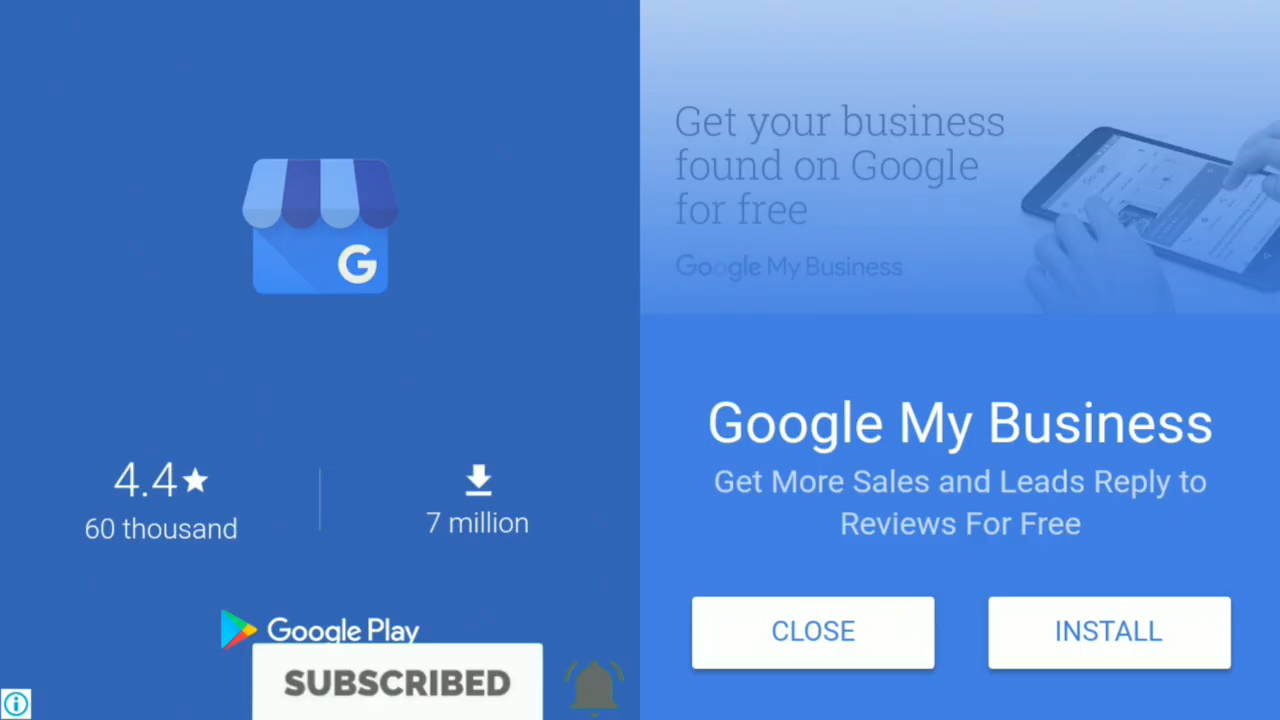 G
4.4★
60 thousand
7 million
Google Play
SUBSCRIBED
Get your business
found on Google
for free
Google My Business
Google My Business
Get More Sales and Leads Reply to
Reviews For Free
CLOSE
INSTALL